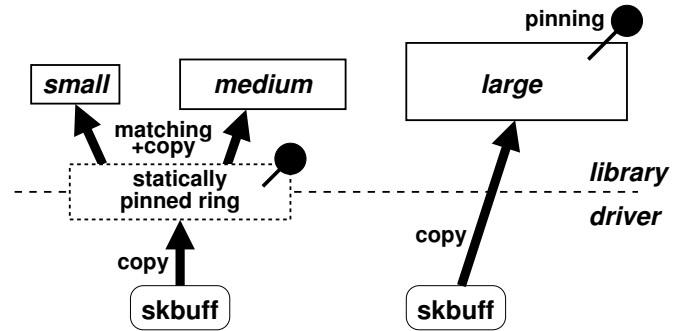 pinning
small
medium
large
matching
+copy
statically
pinned ring
library
driver
copy
copy
skbuff
skbuff